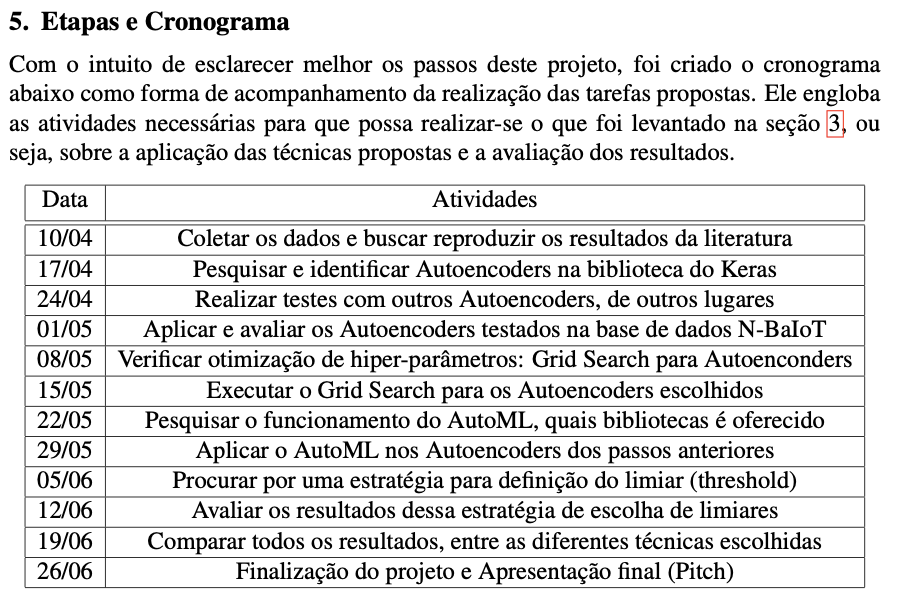 5. Etapas e Cronograma
Com o intuito de esclarecer melhor os passos deste projeto, foi criado o cronograma
abaixo como forma de acompanhamento da realização das tarefas propostas. Ele engloba
as atividades necessárias para que possa realizar-se o que foi levantado na seção 3, ou
seja, sobre a aplicação das técnicas propostas e a avaliação dos resultados.
Data Atividades
10/04 Coletar os dados e buscar reproduzir os resultados da literatura
17/04 Pesquisar e identificar Autoencoders na biblioteca do Keras
24/04 Realizar testes com outros Autoencoders, de outros lugares
01/05 Aplicar e avaliar os Autoencoders testados na base de dados N-BaIoT
08/05 Verificar otimização de hiper-parâmetros: Grid Search para Autoenconders
15/05 Executar o Grid Search para os Autoencoders escolhidos
22/05 Pesquisar o funcionamento do AutoML, quais bibliotecas é oferecido
29/05 Aplicar o AutoML nos Autoencoders dos passos anteriores
05/06 Procurar por uma estratégia para definição do limiar (threshold)
12/06 Avaliar os resultados dessa estratégia de escolha de limiares
19/06 Comparar todos os resultados, entre as diferentes técnicas escolhidas
26/06 Finalização do projeto e Apresentação final (Pitch)